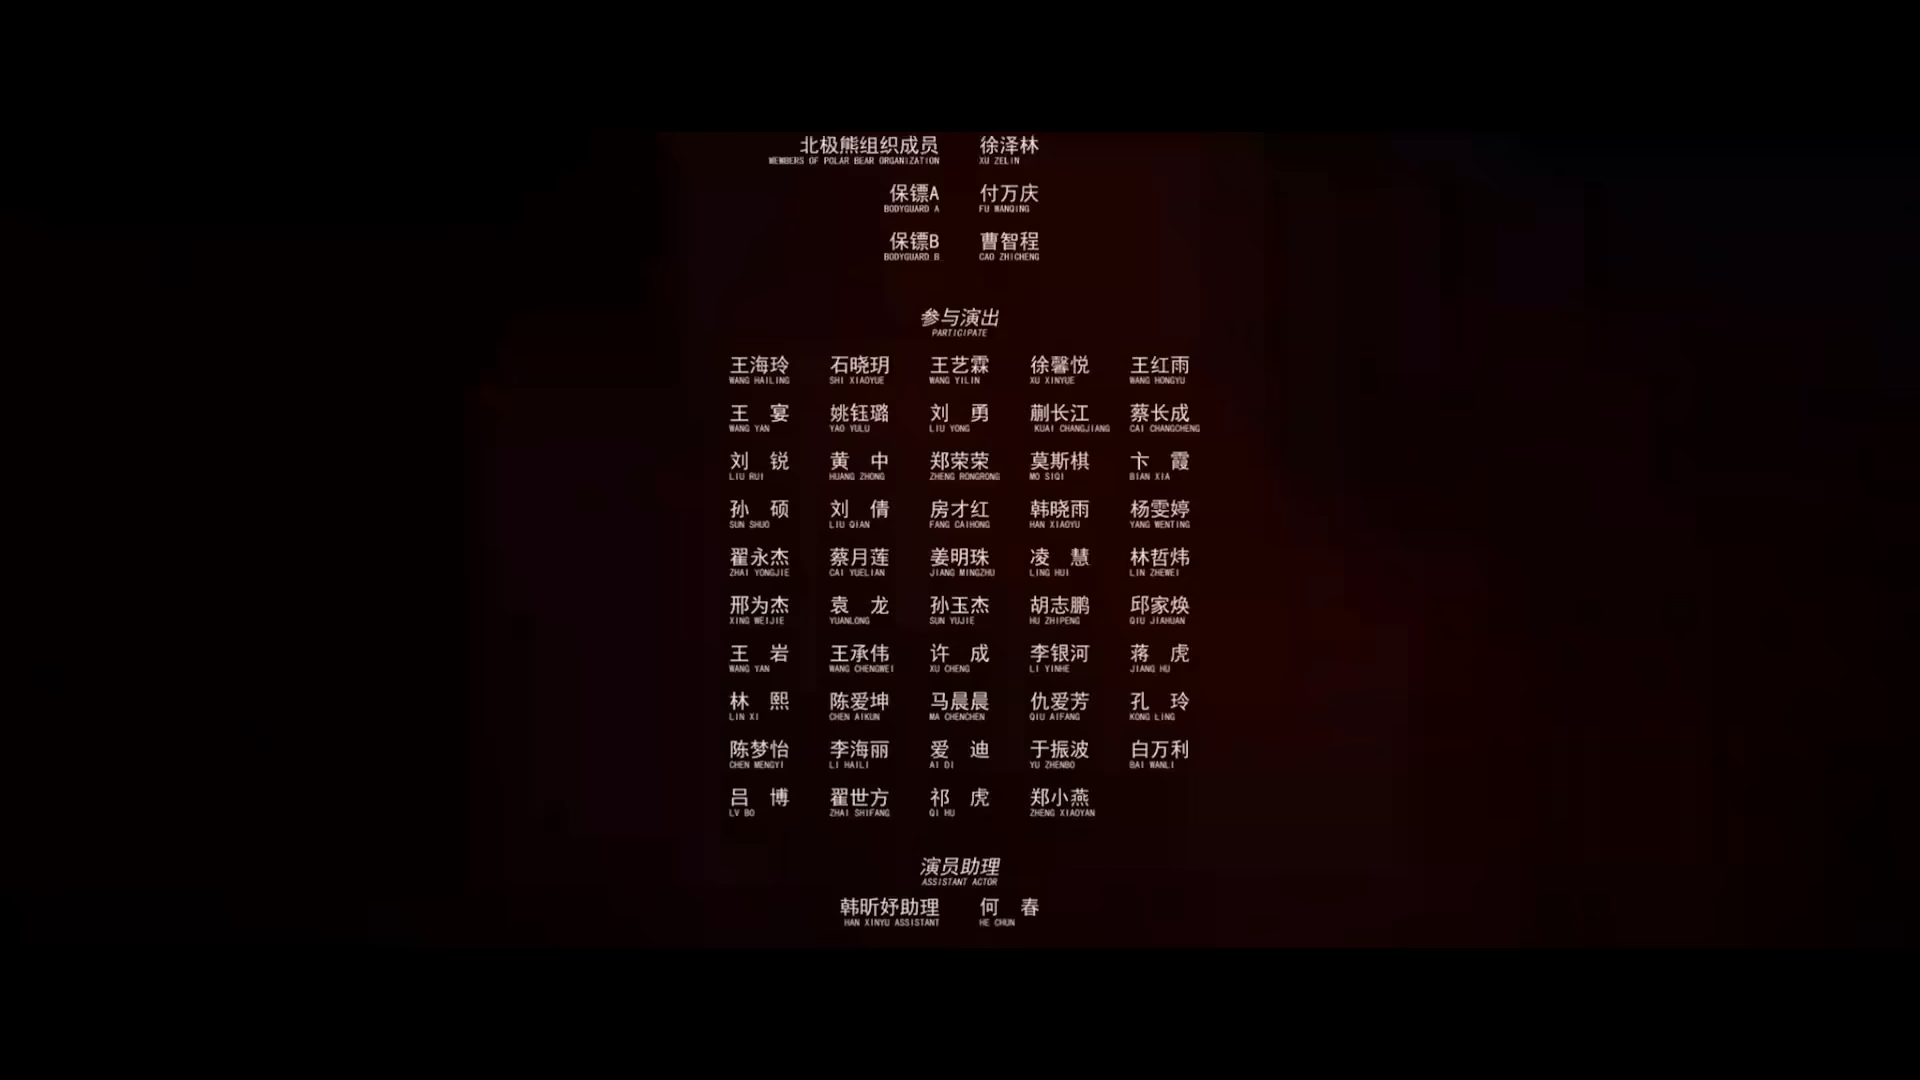 北极熊组织成员 徐泽林
MEMBERS OF POLAR BEAR ORGANIZATION XU ZELIN
保镖A 付万庆
BODYGUARD A FU WANQING
保镖B 曹智程
BODYGUARD B CAO ZHICHENG
参与演出
PARTICIPATE
王海玲 石晓玥 王艺霖 徐馨悦 王红雨
WANG HAILING SHI XIAOYUE WANG YILIN XU XINYUE WANG HONGYU
王 宴 姚钰璐 刘 勇 蒯长江 蔡长成
WANG YAN YAO YULU LIU YONG KUAI CHANGJIANG CAI CHANGCHENG
刘 锐 黄 中 郑荣荣 莫斯棋 卞 霞
LIU RUI HUANG ZHONG ZHENG RONGRONG MO SIQI BIAN XIA
孙 硕 刘 倩 房才红 韩晓雨 杨雯婷
SUN SHUO LIU QIAN FANG CAIHONG HAN XIAOYU YANG WENTING
翟永杰 蔡月莲 姜明珠 凌 慧 林哲炜
ZHAI YONGJIE CAI YUELIAN JIANG MINGZHU LING HUI LIN ZHEWEI
邢为杰 袁 龙 孙玉杰 胡志鹏 邱家焕
XING WEIJIE YUANLONG SUN YUJIE HU ZHIPENG QIU JIAHUAN
王 岩 王承伟 许 成 李银河 蒋 虎
WANG YAN WANG CHENGWEI XU CHENG LI YINHE JIANG HU
林 熙 陈爱坤 马晨晨 仇爱芳 孔 玲
LIN XI CHEN AIKUN MA CHENCHEN QIU AIFANG KONG LING
陈梦怡 李海丽 爱 迪 于振波 白万利
CHEN MENGYI LI HAILI AI DI YU ZHENBO BAI WANLI
吕 博 翟世方 祁 虎 郑小燕
LV BO ZHAI SHIFANG QI HU ZHENG XIAOYAN
演员助理
ASSISTANT ACTOR
韩昕妤助理 何 春
HAN XINYU ASSISTANT HE CHUN